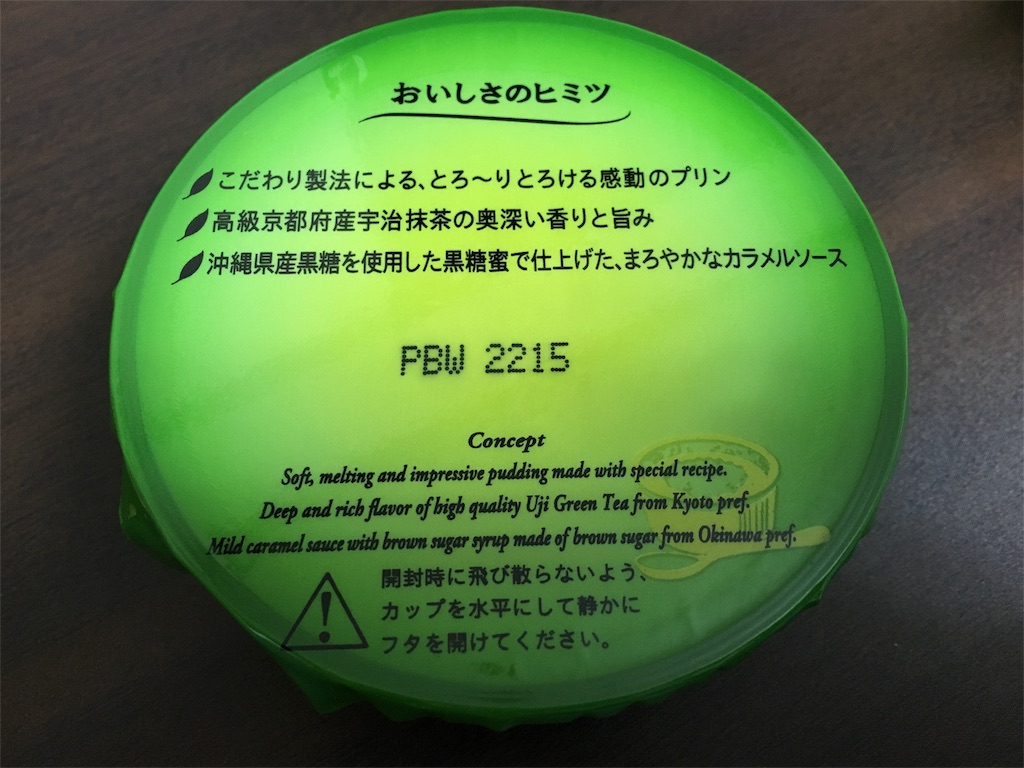 おいしさのヒミツ
こだわり製法による、とろ～りとろける感動のプリン
高級京都府産宇治抹茶の奥深い香りと旨み
沖縄県産黒糖を使用した黒糖蜜で仕上げた、まろやかなカラメルソース
PBW 2215
Concept
Soft, melting and impressive pudding made with special recipe.
Deep and rich flavor of high quality Uji Green Tea from Kyoto pref.
Mild caramel sauce with brown sugar syrup made of brown sugar from Okinawa pref.
開封時に飛び散らないよう、
カップを水平にして静かに
フタを開けてください。